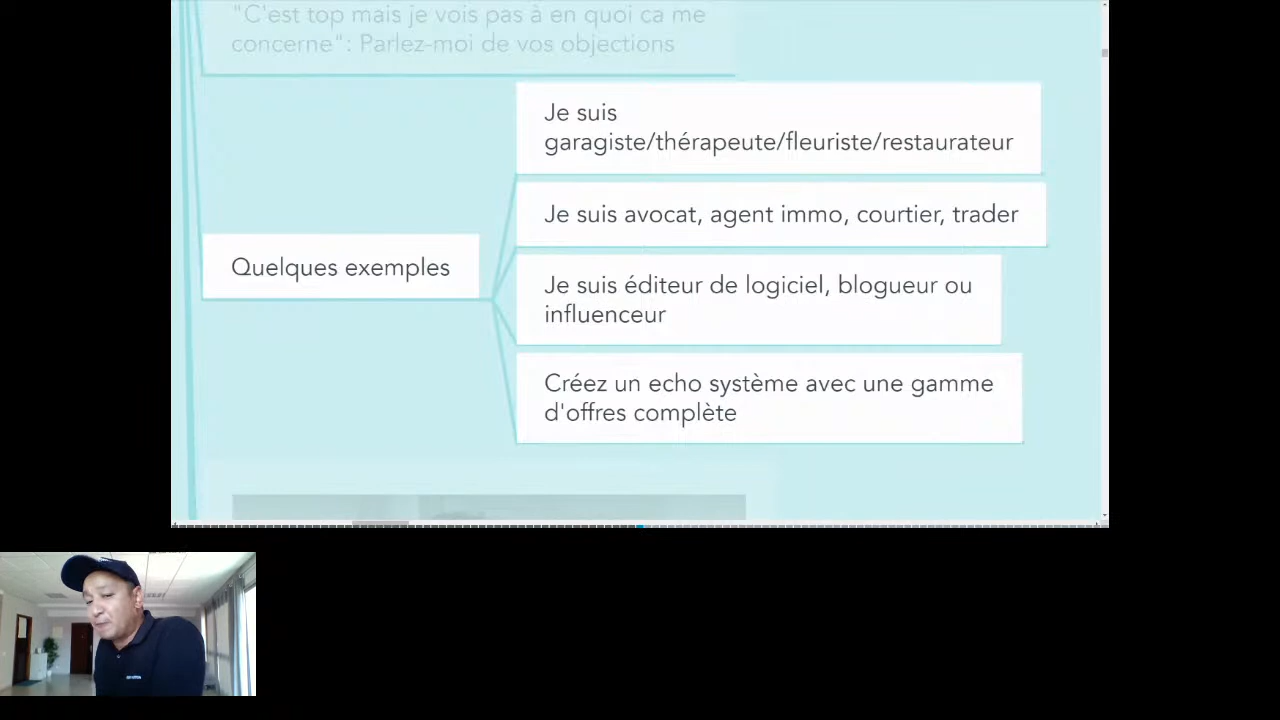 "C'est top mais je vois pas à en quoi ca me
concerne": Parlez-moi de vos objections
Je suis
garagiste/thérapeute/fleuriste/restaurateur
Je suis avocat, agent immo, courtier, trader
Quelques exemples
Je suis éditeur de logiciel, blogueur ou
influenceur
Créez un echo système avec une gamme
d'offres complète